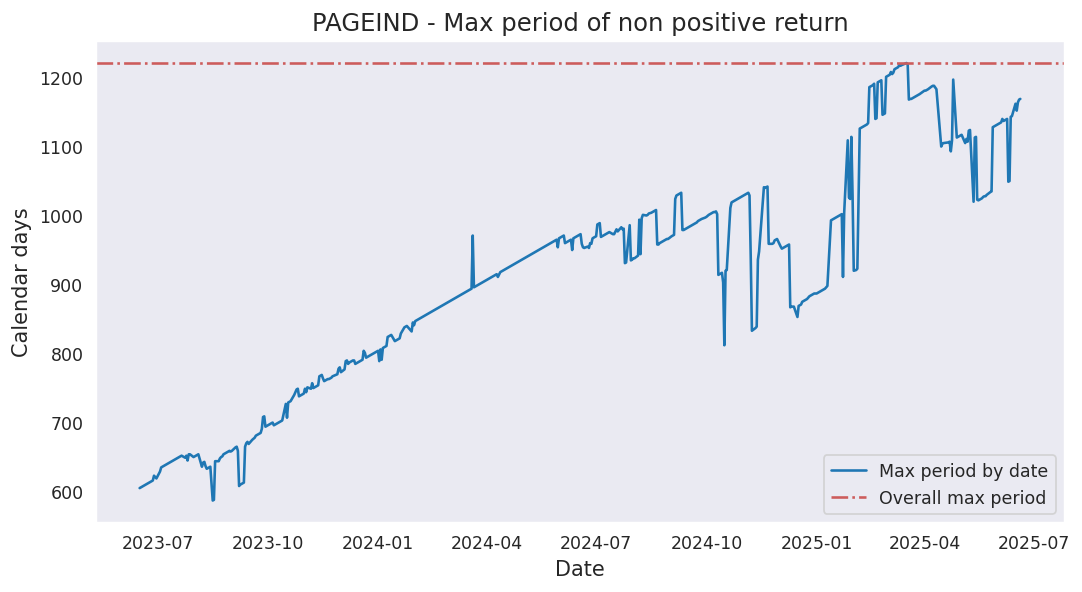 PAGEIND - Max period of non positive return
Calendar days
1200
1100
1000
900
800
700
600
Max period by date
Overall max period
2023-07 2023-10 2024-01 2024-04 2024-07 2024-10 2025-01 2025-04 2025-07
Date